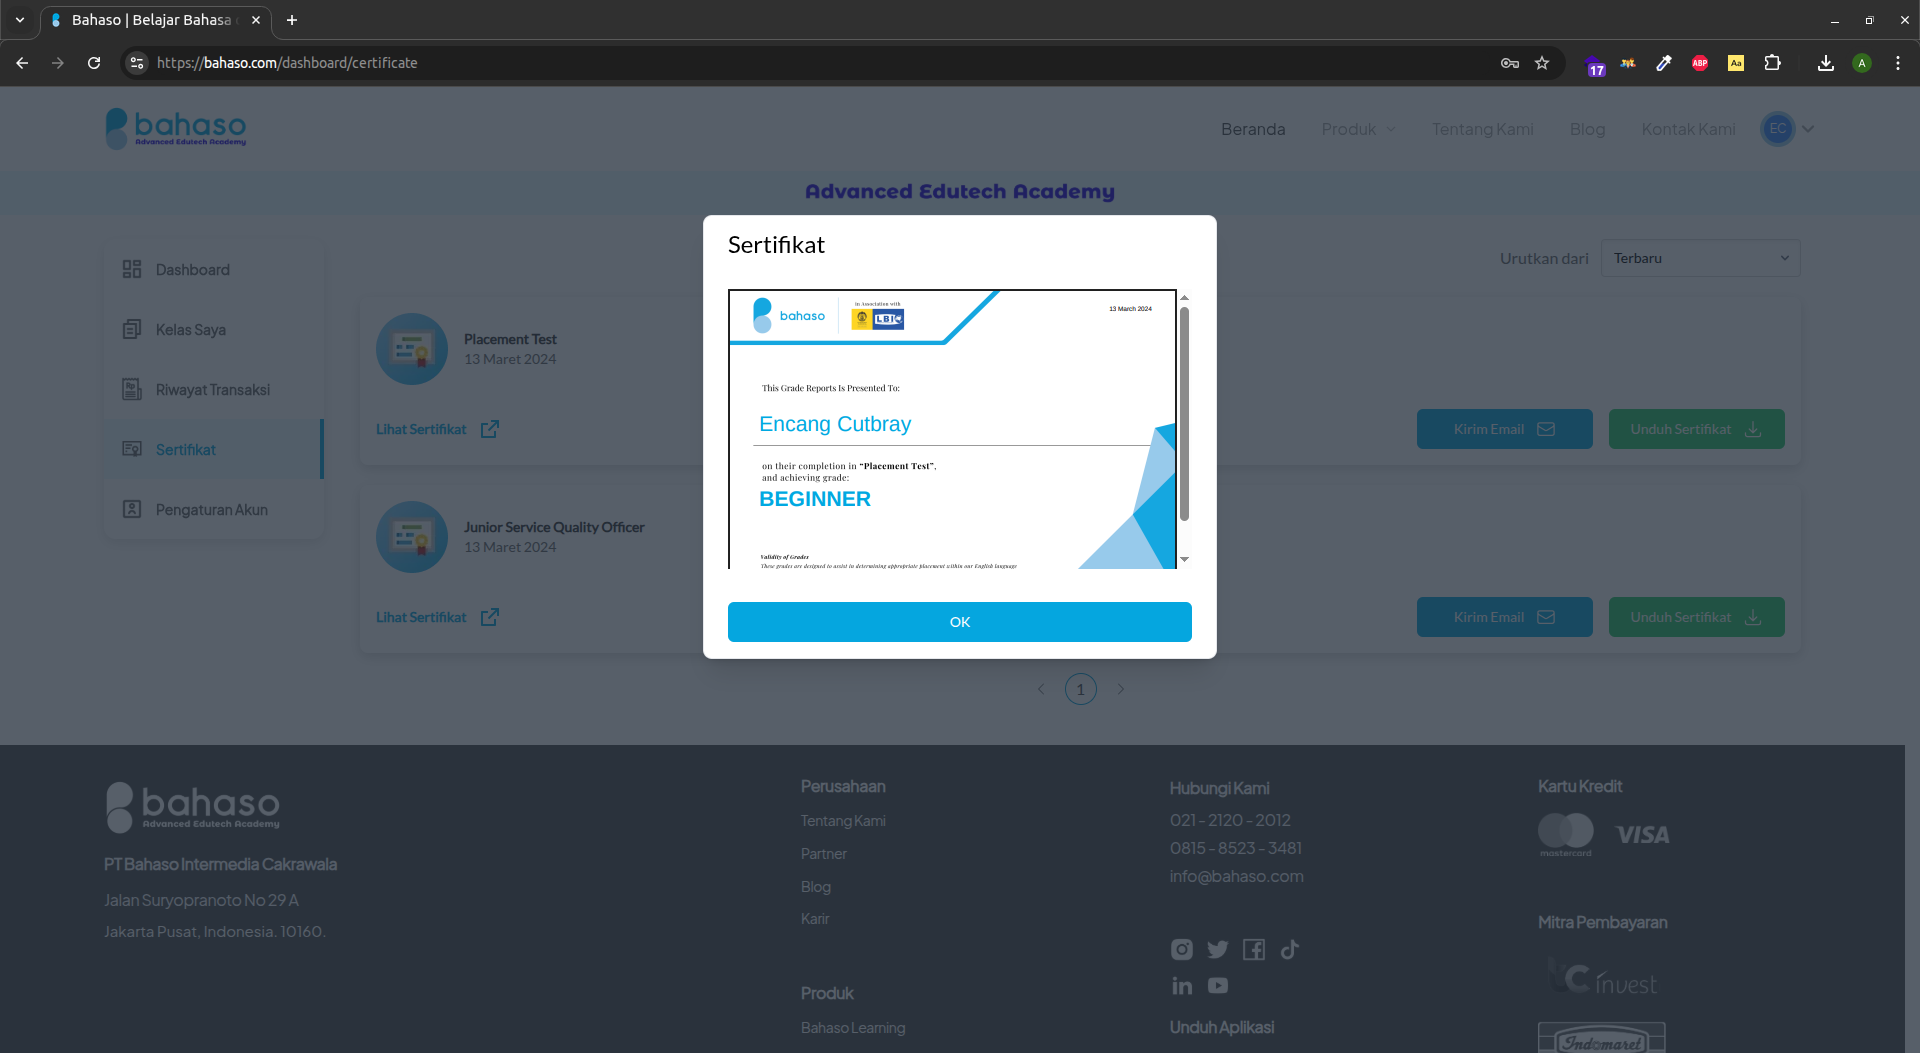 Bahaso | Belajar Bahasa
https://bahaso.com/dashboard/certificate
17
ABP
Aa
A
bahaso
Advanced Edutech Academy
Beranda
Produk
Tentang Kami
Blog
Kontak Kami
EC
Advanced Edutech Academy
Dashboard
Kelas Saya
Riwayat Transaksi
Sertifikat
Pengaturan Akun
Urutkan dari
Terbaru
Placement Test
13 Maret 2024
Lihat Sertifikat
Kirim Email
Unduh Sertifikat
Junior Service Quality Officer
13 Maret 2024
Lihat Sertifikat
Kirim Email
Unduh Sertifikat
1
Sertifikat
bahaso
in Association with
LBI
13 March 2024
This Grade Reports Is Presented To:
Encang Cutbray
on their completion in “Placement Test”,
and achieving grade:
BEGINNER
Validity of Grades
These grades are designed to assist in determining appropriate placement within our English language
OK
bahaso
Advanced Edutech Academy
PT Bahaso Intermedia Cakrawala
Jalan Suryopranoto No 29 A
Jakarta Pusat, Indonesia. 10160.
Perusahaan
Tentang Kami
Partner
Blog
Karir
Produk
Bahaso Learning
Hubungi Kami
021 - 2120 - 2012
0815 - 8523 - 3481
info@bahaso.com
Unduh Aplikasi
Kartu Kredit
mastercard
VISA
Mitra Pembayaran
invest
Indomaret